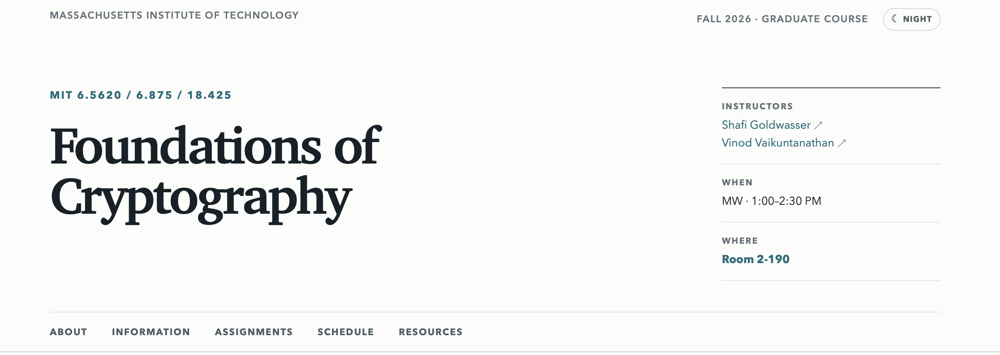 MASSACHUSETTS INSTITUTE OF TECHNOLOGY
FALL 2026 · GRADUATE COURSE
☾ NIGHT
MIT 6.5620 / 6.875 / 18.425
Foundations of
Cryptography
INSTRUCTORS
Shafi Goldwasser ↗
Vinod Vaikuntanathan ↗
WHEN
MW · 1:00–2:30 PM
WHERE
Room 2-190
ABOUT INFORMATION ASSIGNMENTS SCHEDULE RESOURCES